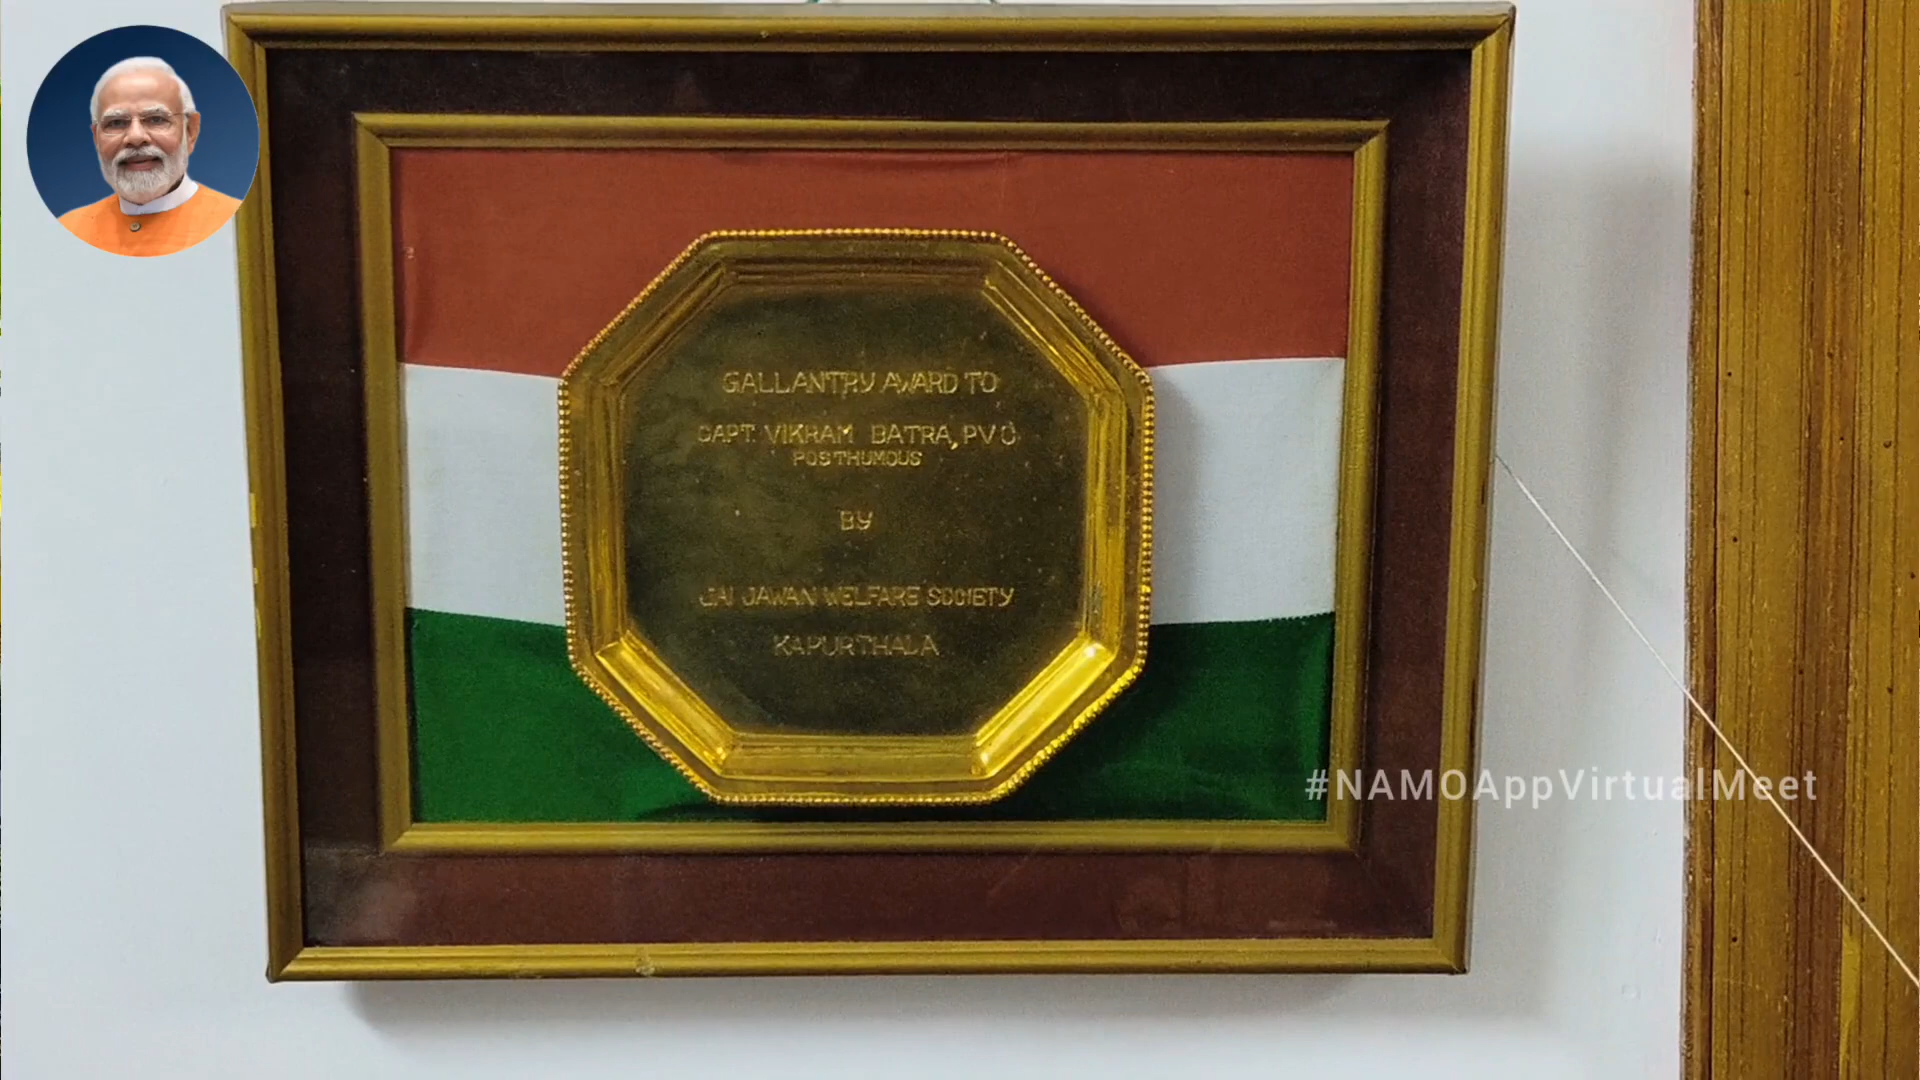 GALLANTRY AWARD TO
CAPT. VIKRAM BATRA, PVC
POSTHUMOUS
BY
JAI JAWAN WELFARE SOCIETY
KAPURTHALA
#NAMOAppVirtualMeet